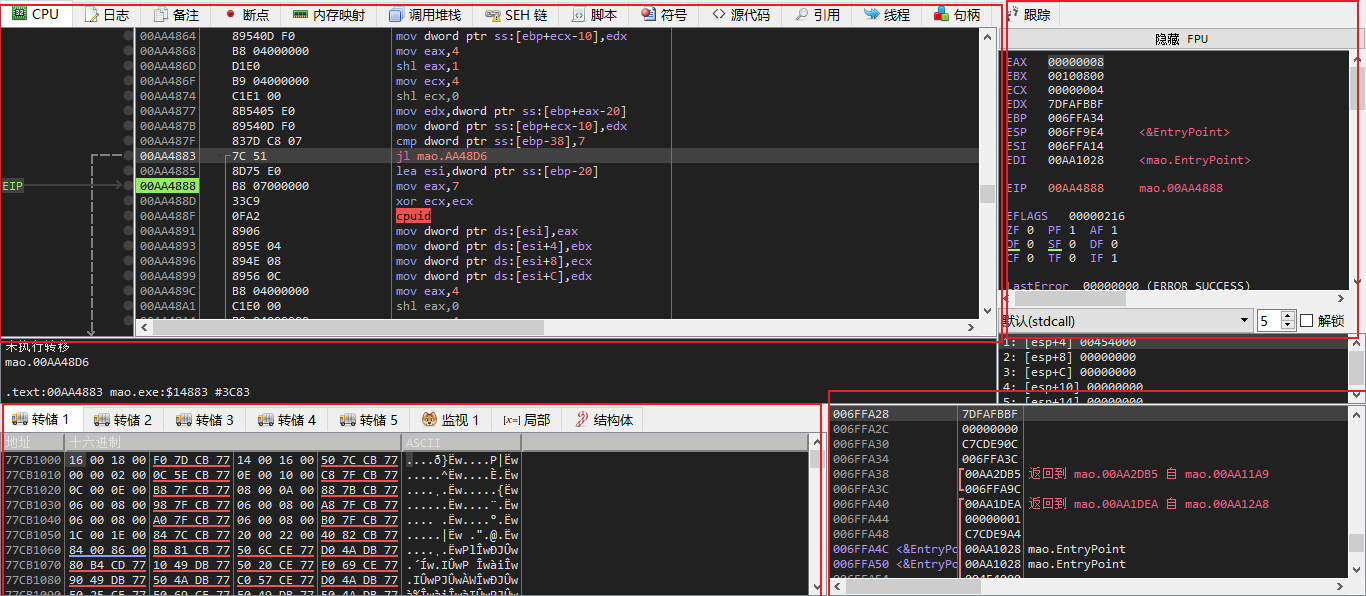 CPU 日志 备注 断点 内存映射 调用堆栈 SEH 链 脚本 符号 源代码 引用 线程 句柄 跟踪
00AA4864 89540D F0 mov dword ptr ss:[ebp+ecx-10],edx
00AA4868 B8 04000000 mov eax,4
00AA486D D1E0 shl eax,1
00AA486F B9 04000000 mov ecx,4
00AA4874 C1E1 00 shl ecx,0
00AA4877 8B5405 E0 mov edx,dword ptr ss:[ebp+eax-20]
00AA487B 89540D F0 mov dword ptr ss:[ebp+ecx-10],edx
00AA487F 837D C8 07 cmp dword ptr ss:[ebp-38],7
00AA4883 7C 51 jl mao.AA48D6
00AA4885 8D75 E0 lea esi,dword ptr ss:[ebp-20]
EIP 00AA4888 B8 07000000 mov eax,7
00AA488D 33C9 xor ecx,ecx
00AA488F 0FA2 cpuid
00AA4891 8906 mov dword ptr ds:[esi],eax
00AA4893 895E 04 mov dword ptr ds:[esi+4],ebx
00AA4896 894E 08 mov dword ptr ds:[esi+8],ecx
00AA4899 8956 0C mov dword ptr ds:[esi+C],edx
00AA489C B8 04000000 mov eax,4
00AA48A1 C1E0 00 shl eax,0
隐藏 FPU
EAX 00000008
EBX 00100800
ECX 00000004
EDX 7DFAFBBF
EBP 006FFA34
ESP 006FF9E4 <&EntryPoint>
ESI 006FFA14
EDI 00AA1028 <mao.EntryPoint>
EIP 00AA4888 mao.00AA4888
EFLAGS 00000216
ZF 0 PF 1 AF 1
OF 0 SF 0 DF 0
CF 0 TF 0 IF 1
LastError 00000000 (ERROR_SUCCESS)
默认(stdcall) 5 解锁
1: [esp+4] 00454000
2: [esp+8] 00000000
3: [esp+C] 00000000
4: [esp+10] 00000000
5: [esp+14] 00000000
未执行转移
mao.00AA48D6
.text:00AA4883 mao.exe:$14883 #3C83
转储 1 转储 2 转储 3 转储 4 转储 5 监视 1 [x=] 局部 结构体
地址 十六进制 ASCII
77CB1000 16 00 18 00 F0 7D CB 77 14 00 16 00 50 7C CB 77 ....ð}Ëw....P|Ëw
77CB1010 00 00 02 00 0C 5E CB 77 0E 00 10 00 C8 7F CB 77 .....^Ëw....È.Ëw
77CB1020 0C 00 0E 00 B8 7F CB 77 08 00 0A 00 88 7B CB 77 ....¸.Ëw.....{Ëw
77CB1030 06 00 08 00 98 7F CB 77 06 00 08 00 A8 7F CB 77 ......Ëw....¨.Ëw
77CB1040 06 00 08 00 A0 7F CB 77 06 00 08 00 B0 7F CB 77 .... .Ëw....°.Ëw
77CB1050 1C 00 1E 00 84 7C CB 77 20 00 22 00 40 82 CB 77 .....|Ëw .".@.Ëw
77CB1060 84 00 86 00 B8 81 CB 77 50 6C CE 77 D0 4A DB 77 ....¸.ËwPlÎwÐJÛw
77CB1070 80 B4 CD 77 10 49 DB 77 50 20 CE 77 E0 69 CE 77 .´Íw.IÛwP ÎwàiÎw
77CB1080 90 49 DB 77 50 4A DB 77 C0 57 CE 77 D0 4A DB 77 .IÛwPJÛwÀWÎwÐJÛw
006FFA28 7DFAFBBF
006FFA2C 00000000
006FFA30 C7CDE90C
006FFA34 006FFA3C
006FFA38 00AA2DB5 返回到 mao.00AA2DB5 自 mao.00AA11A9
006FFA3C 006FFA9C
006FFA40 00AA1DEA 返回到 mao.00AA1DEA 自 mao.00AA12A8
006FFA44 00000001
006FFA48 C7CDE9A4
006FFA4C <&EntryPo 00AA1028 mao.EntryPoint
006FFA50 <&EntryPo 00AA1028 mao.EntryPoint
006FFA54 00454000